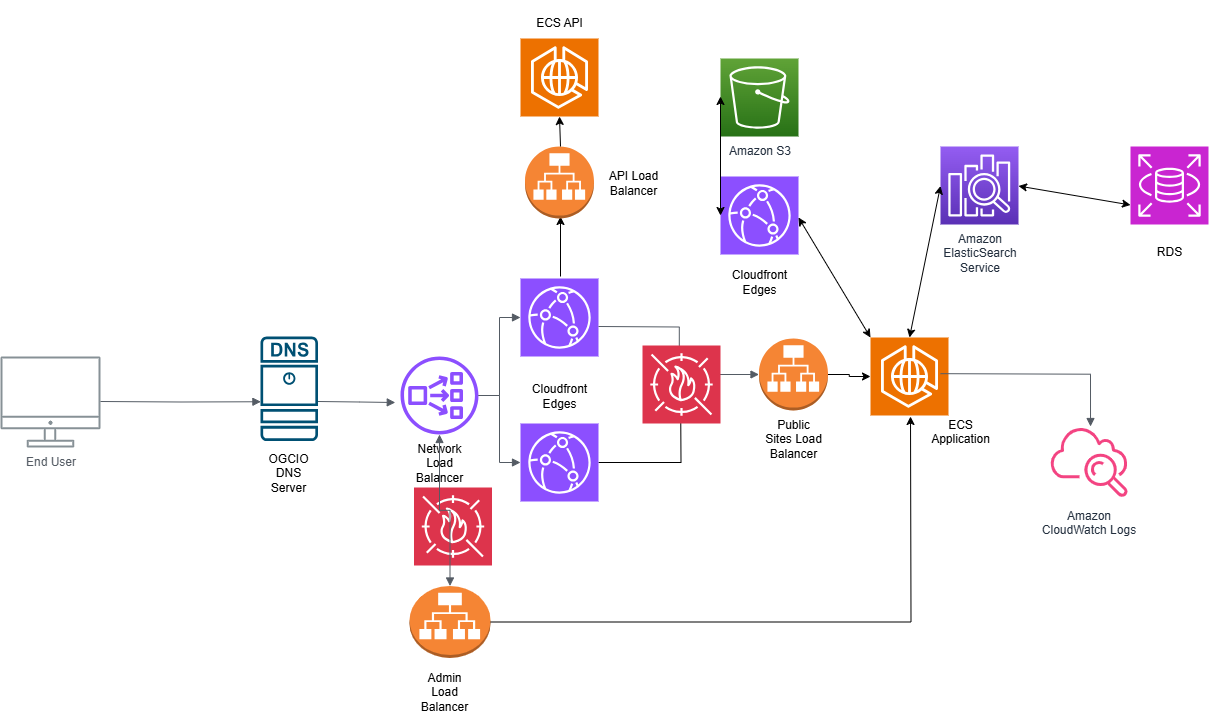 ECS API
Amazon S3
API Load
Balancer
Amazon
ElasticSearch
Service
RDS
Cloudfront
Edges
DNS
Cloudfront
Edges
End User
OGCIO
DNS
Server
Network
Load
Balancer
Public
Sites Load
Balancer
ECS
Application
Amazon
CloudWatch Logs
Admin
Load
Balancer